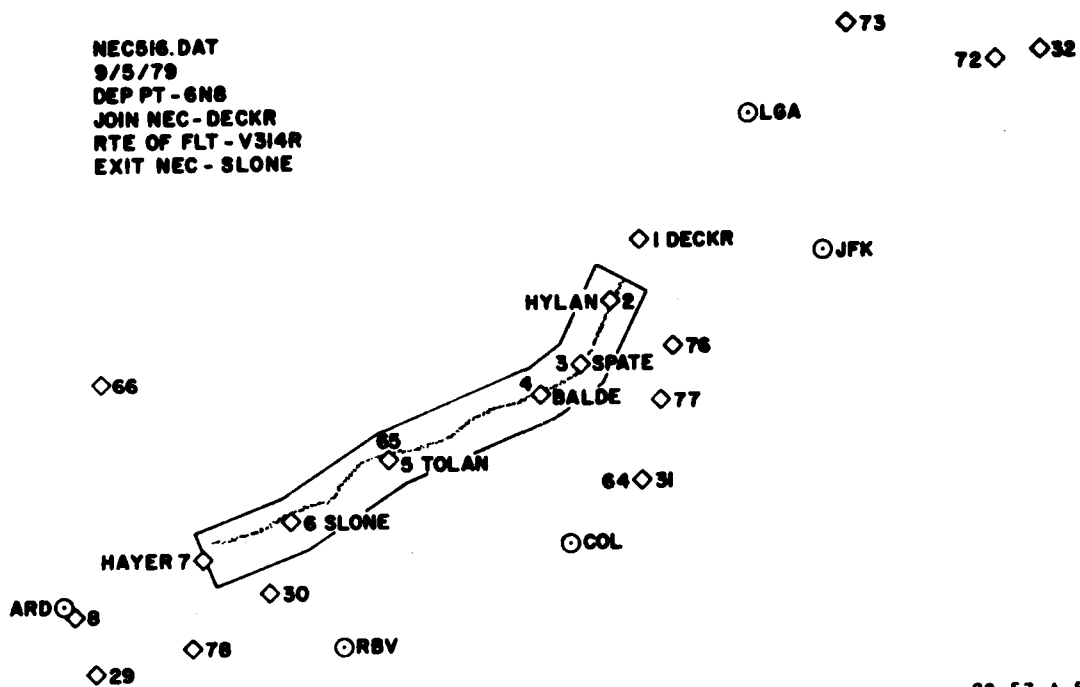 NEC516.DAT
9/5/79
DEP PT - 6N8
JOIN NEC - DECKR
RTE OF FLT - V314R
EXIT NEC - SLONE
73
72
32
LGA
1 DECKR
JFK
HYLAN 2
76
3 SPATE
66
4
BALDE
77
65
5 TOLAN
64 31
6 SLONE
COL
HAYER 7
30
ARD
8
78
RBV
29